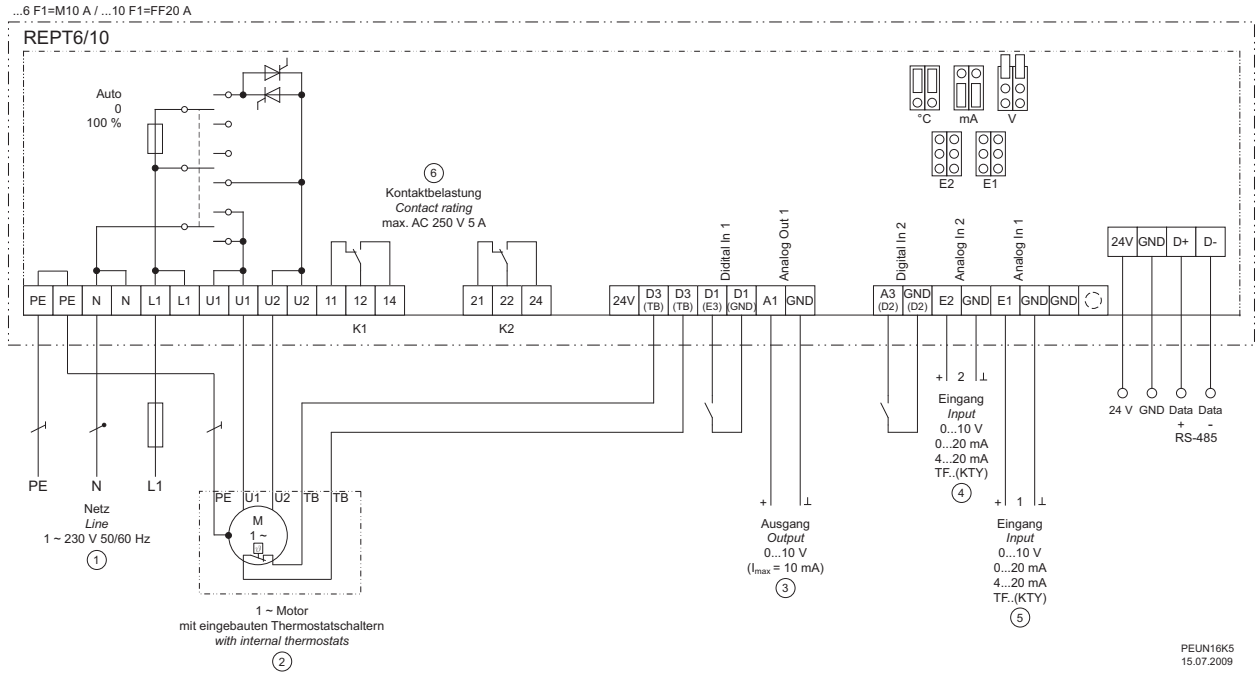 ...6 F1=M10 A / ...10 F1=FF20 A
REPT6/10
Auto
0
100 %
6
Kontaktbelastung
Contact rating
max. AC 250 V 5 A
°C mA V
E2 E1
Didital In 1
Analog Out 1
Digital In 2
Analog In 2
Analog In 1
24V GND D+ D-
PE PE N N L1 L1 U1 U1 U2 U2 11 12 14
21 22 24
24V D3 (TB) D3 (TB) D1 (E3) D1 (GND) A1 GND
A3 (D2) GND (D2) E2 GND E1 GND GND
K1
K2
+ 2 ⊥
Eingang
Input
0...10 V
0...20 mA
4...20 mA
TF..(KTY)
4
24 V GND Data Data
+ -
RS-485
PE N L1
Netz
Line
1 ~ 230 V 50/60 Hz
1
PE U1 U2 TB TB
M
1 ~
1 ~ Motor
mit eingebauten Thermostatschaltern
with internal thermostats
2
+ ⊥
Ausgang
Output
0...10 V
(Imax = 10 mA)
3
+ 1 ⊥
Eingang
Input
0...10 V
0...20 mA
4...20 mA
TF..(KTY)
5
PEUN16K5
15.07.2009